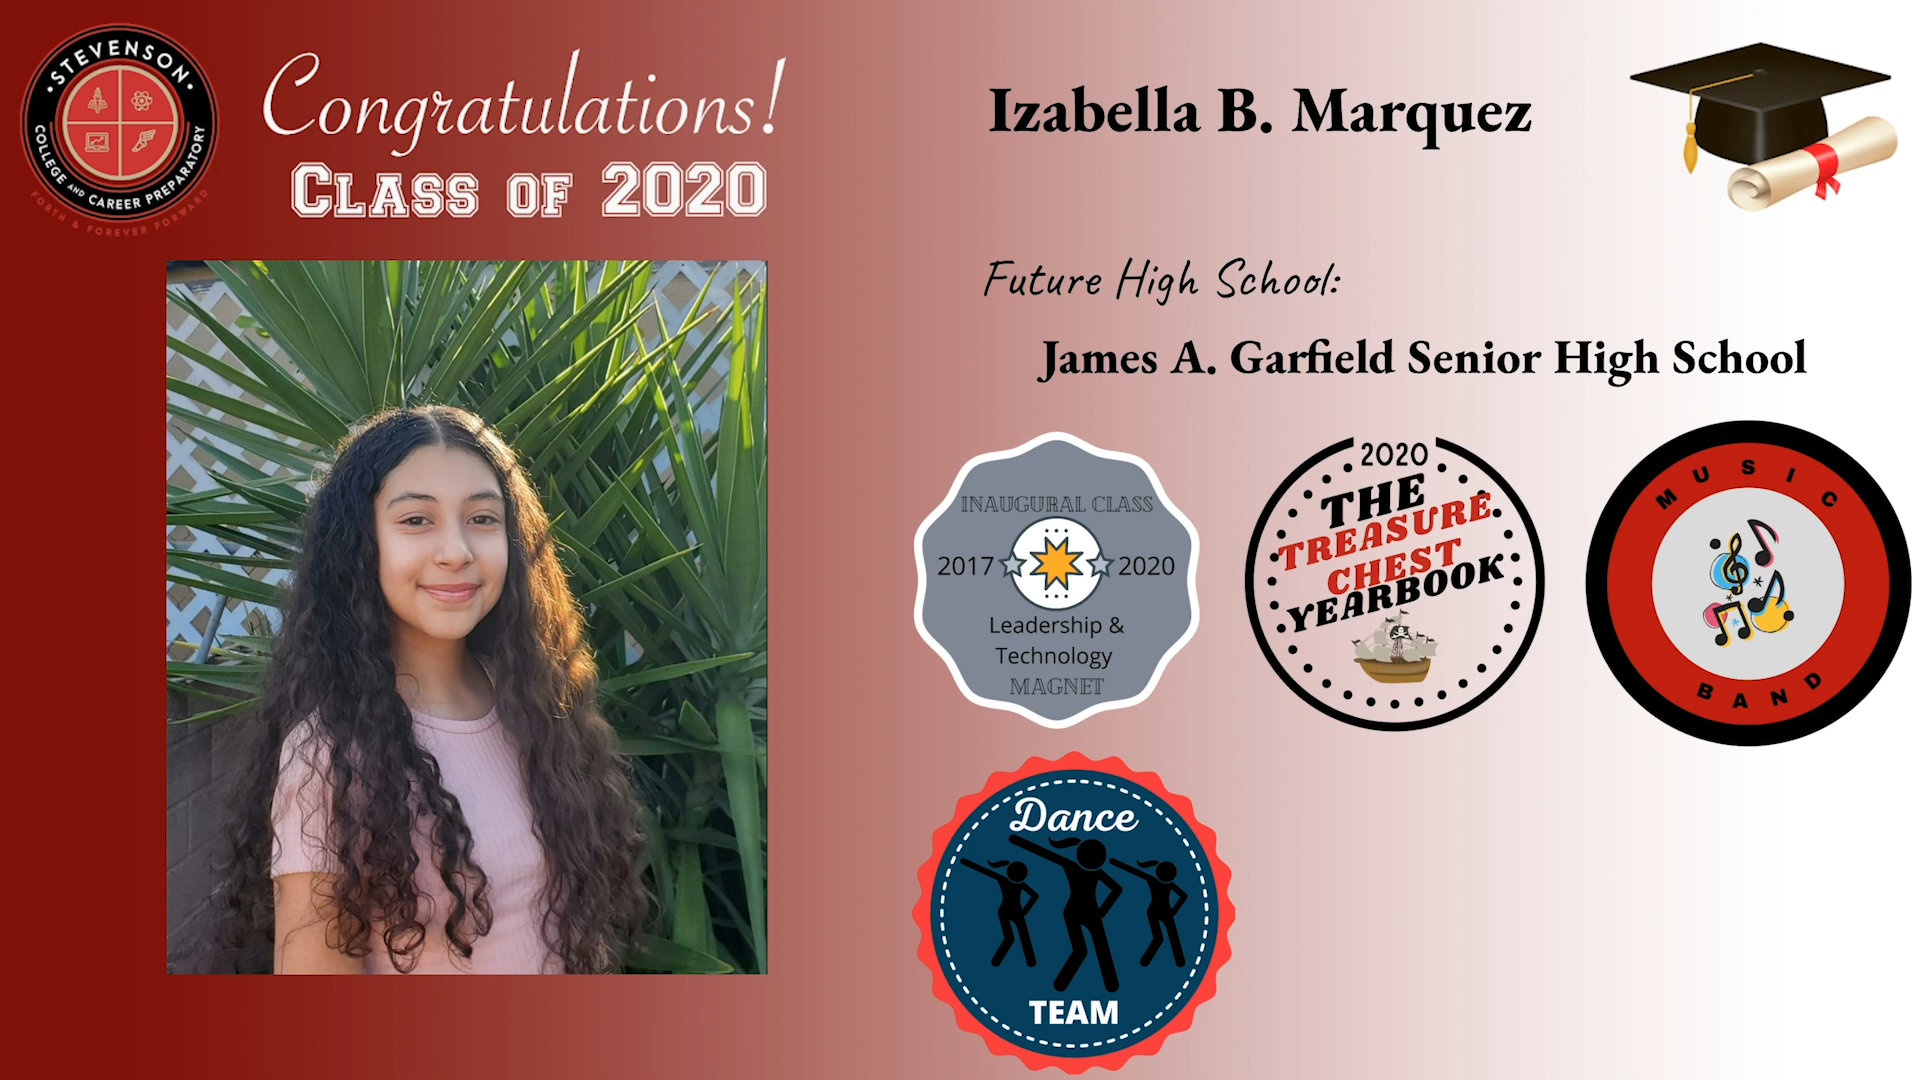 • STEVENSON •
COLLEGE AND CAREER PREPARATORY
FORTH & FOREVER FORWARD
Congratulations!
CLASS OF 2020
Izabella B. Marquez
Future High School:
James A. Garfield Senior High School
INAUGURAL CLASS
2017 2020
Leadership &
Technology
MAGNET
2020
THE
TREASURE
CHEST
YEARBOOK
MUSIC
BAND
Dance
TEAM